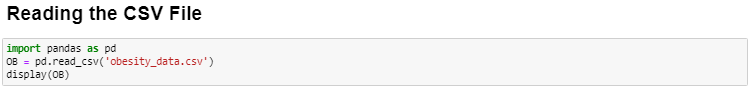 Reading the CSV File
import pandas as pd
OB = pd.read_csv('obesity_data.csv')
display(OB)